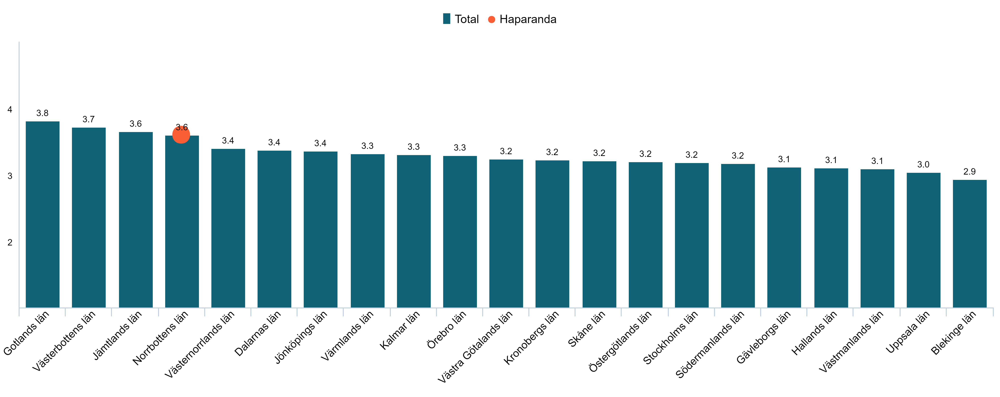 Total Haparanda
4
3
2
3.8 3.7 3.6 3.6 3.4 3.4 3.4 3.3 3.3 3.3 3.2 3.2 3.2 3.2 3.2 3.2 3.1 3.1 3.1 3.0 2.9
Gotlands län
Västerbottens län
Jämtlands län
Norrbottens län
Västernorrlands län
Dalarnas län
Jönköpings län
Värmlands län
Kalmar län
Örebro län
Västra Götalands län
Kronobergs län
Skåne län
Östergötlands län
Stockholms län
Södermanlands län
Gävleborgs län
Hallands län
Västmanlands län
Uppsala län
Blekinge län